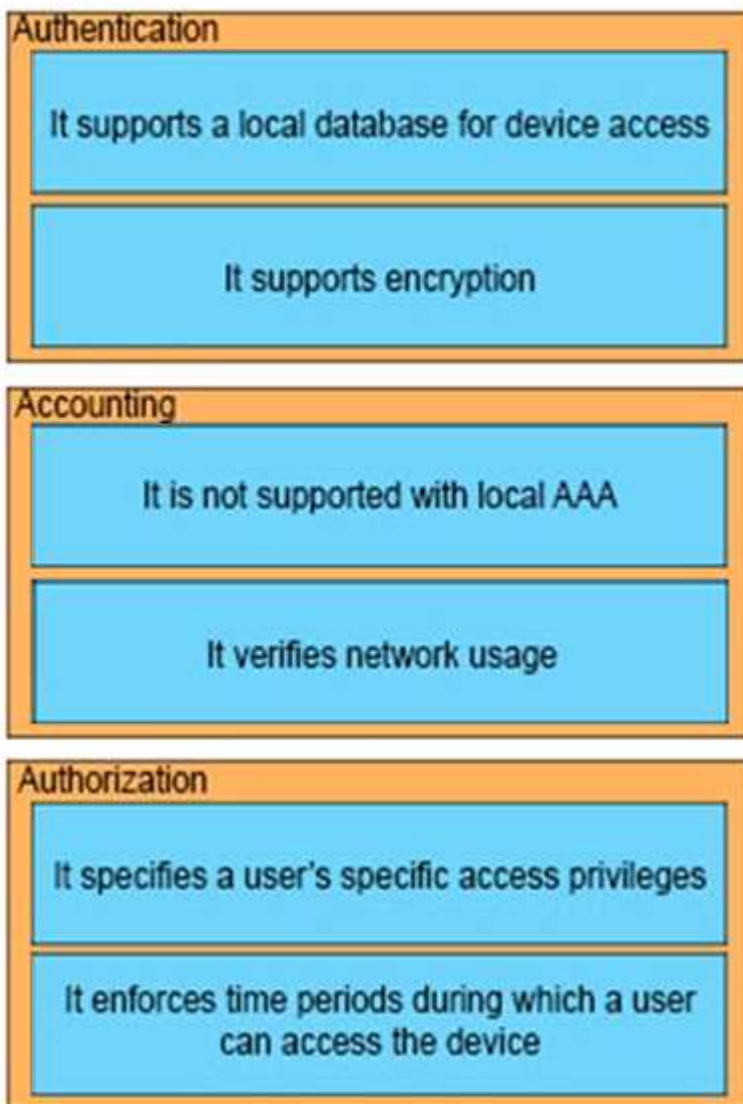 Authentication
It supports a local database for device access
It supports encryption
Accounting
It is not supported with local AAA
It verifies network usage
Authorization
It specifies a user's specific access privileges
It enforces time periods during which a user
can access the device